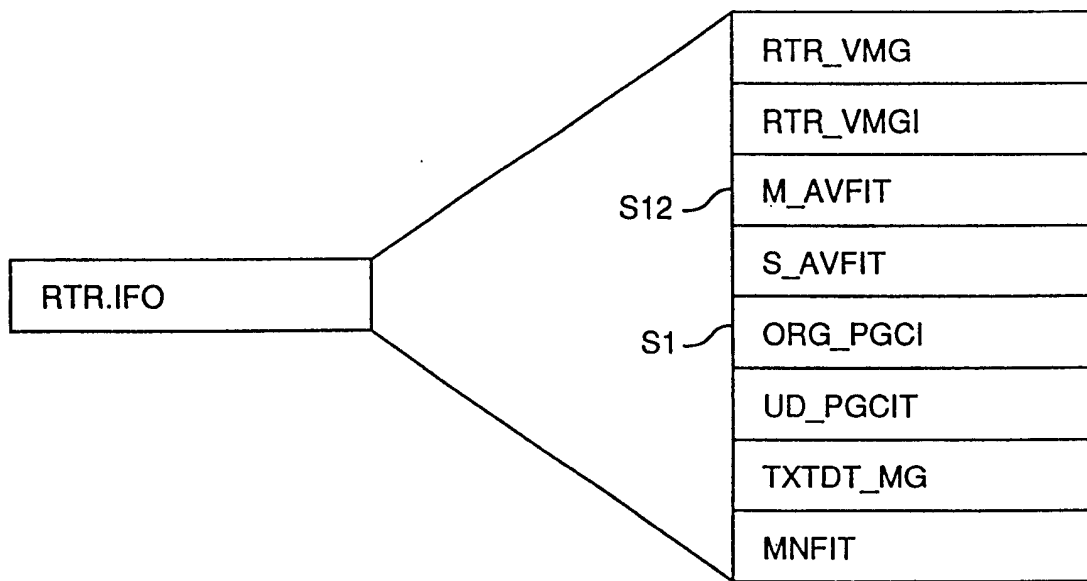 RTR_VMG
RTR_VMGI
S12
M_AVFIT
S_AVFIT
RTR.IFO
S1
ORG_PGCI
UD_PGCIT
TXTDT_MG
MNFIT